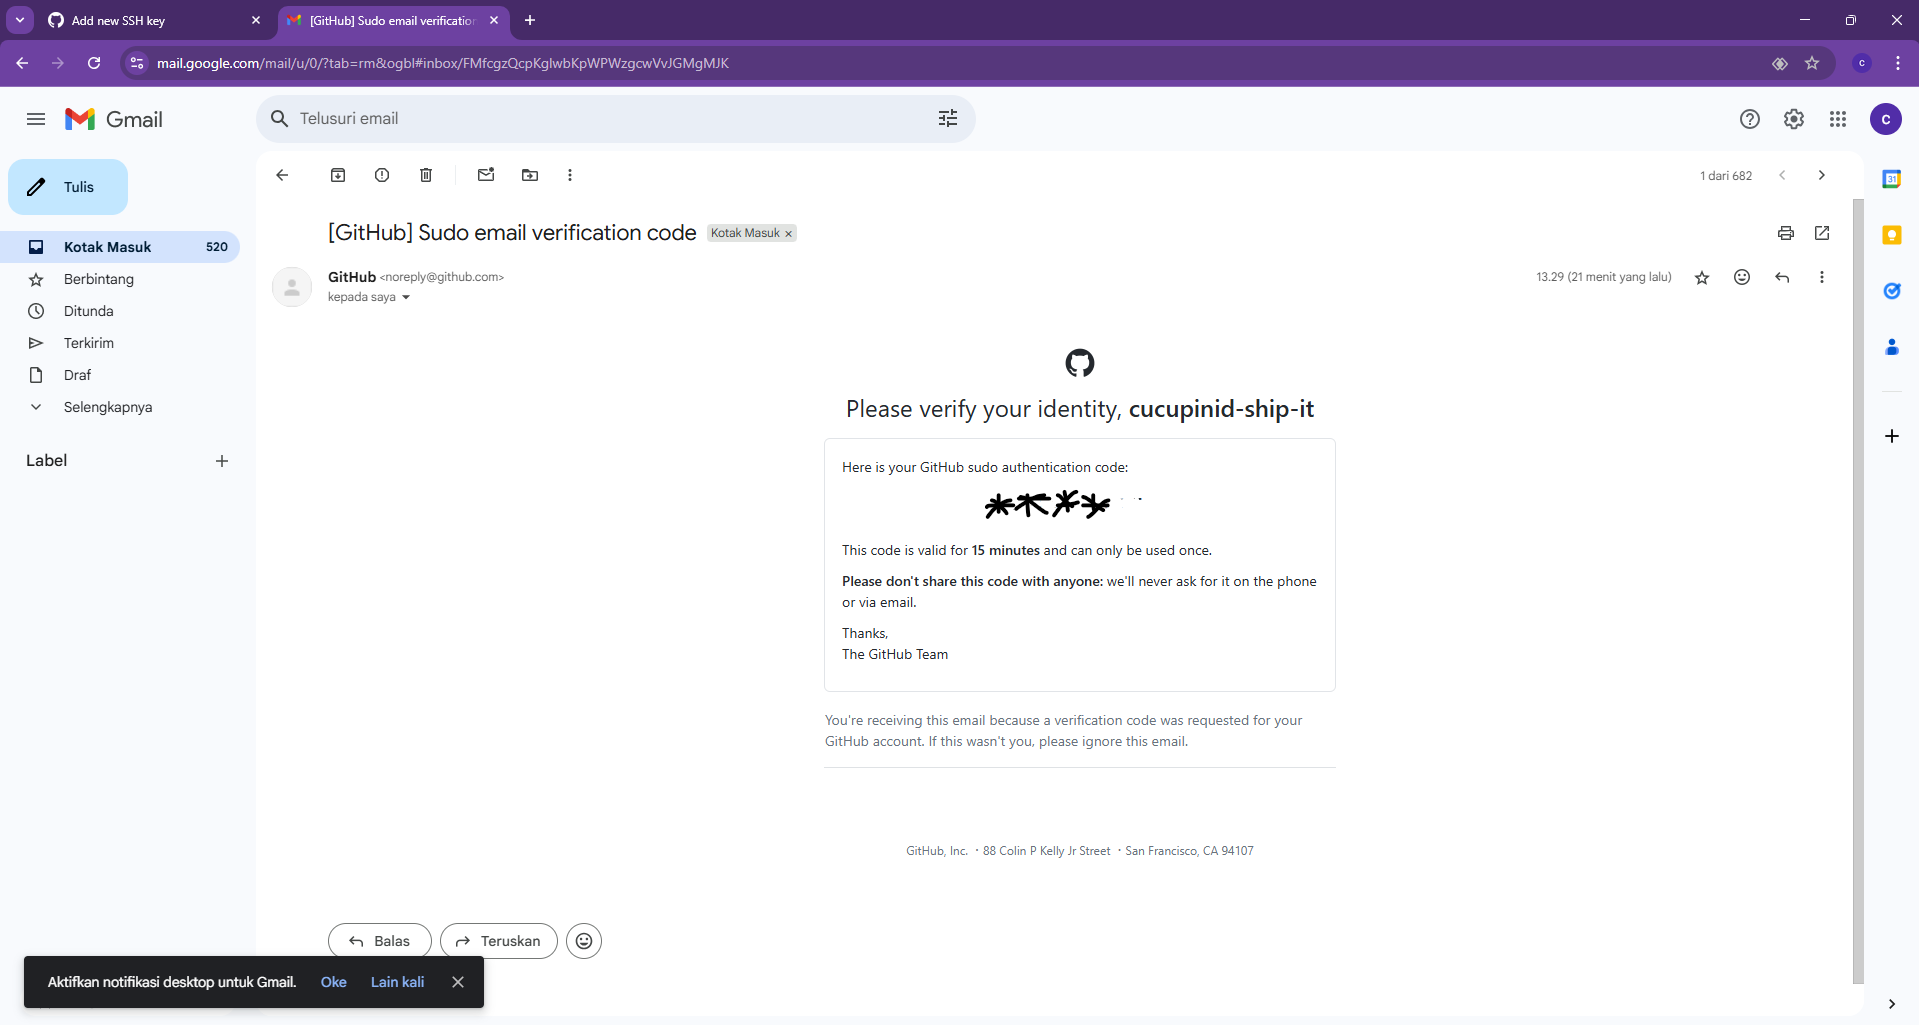 Add new SSH key
[GitHub] Sudo email verification
mail.google.com/mail/u/0/?tab=rm&ogbl#inbox/FMfcgzQcpKglwbKpWPWzgcwVvJGMgMJK
C
Gmail
Telusuri email
C
Tulis
1 dari 682
Kotak Masuk 520
Berbintang
Ditunda
Terkirim
Draf
Selengkapnya
Label
[GitHub] Sudo email verification code Kotak Masuk
GitHub <noreply@github.com>
13.29 (21 menit yang lalu)
kepada saya
31
Please verify your identity, cucupinid-ship-it
Here is your GitHub sudo authentication code:
****
This code is valid for 15 minutes and can only be used once.
Please don't share this code with anyone: we'll never ask for it on the phone
or via email.
Thanks,
The GitHub Team
You're receiving this email because a verification code was requested for your
GitHub account. If this wasn't you, please ignore this email.
GitHub, Inc. ・88 Colin P Kelly Jr Street ・San Francisco, CA 94107
Balas
Teruskan
Aktifkan notifikasi desktop untuk Gmail. Oke Lain kali